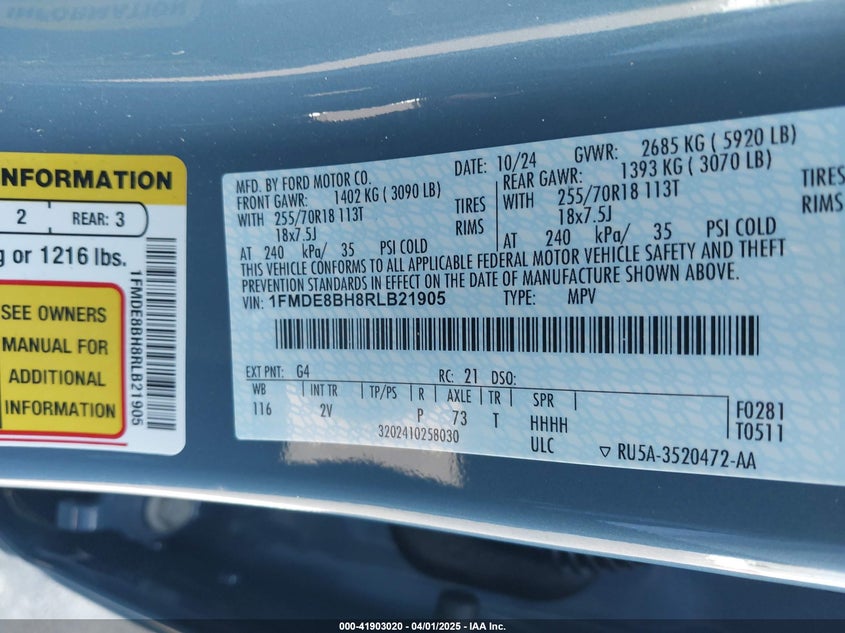 INFORMATION
INFORMATION
2 REAR: 3
g or 1216 lbs.
SEE OWNERS
MANUAL FOR
ADDITIONAL
INFORMATION
1FMDE8BH8RLB21905
MFD. BY FORD MOTOR CO.
DATE: 10/24 GVWR: 2685 KG ( 5920 LB)
FRONT GAWR: 1402 KG ( 3090 LB)
REAR GAWR: 1393 KG ( 3070 LB)
WITH 255/70R18 113T TIRES
WITH 255/70R18 113T TIRES
18x7.5J RIMS
18x7.5J RIMS
AT 240 kPa/ 35 PSI COLD
AT 240 kPa/ 35 PSI COLD
THIS VEHICLE CONFORMS TO ALL APPLICABLE FEDERAL MOTOR VEHICLE SAFETY AND THEFT
PREVENTION STANDARDS IN EFFECT ON THE DATE OF MANUFACTURE SHOWN ABOVE.
VIN: 1FMDE8BH8RLB21905 TYPE: MPV
EXT PNT: G4 RC: 21 DSO:
WB INT TR TP/PS R AXLE TR SPR
116 2V P 73 T HHHH
ULC
3202410258030
F0281
T0511
▽ RU5A-3520472-AA
000-41903020 - 04/01/2025 - IAA Inc.